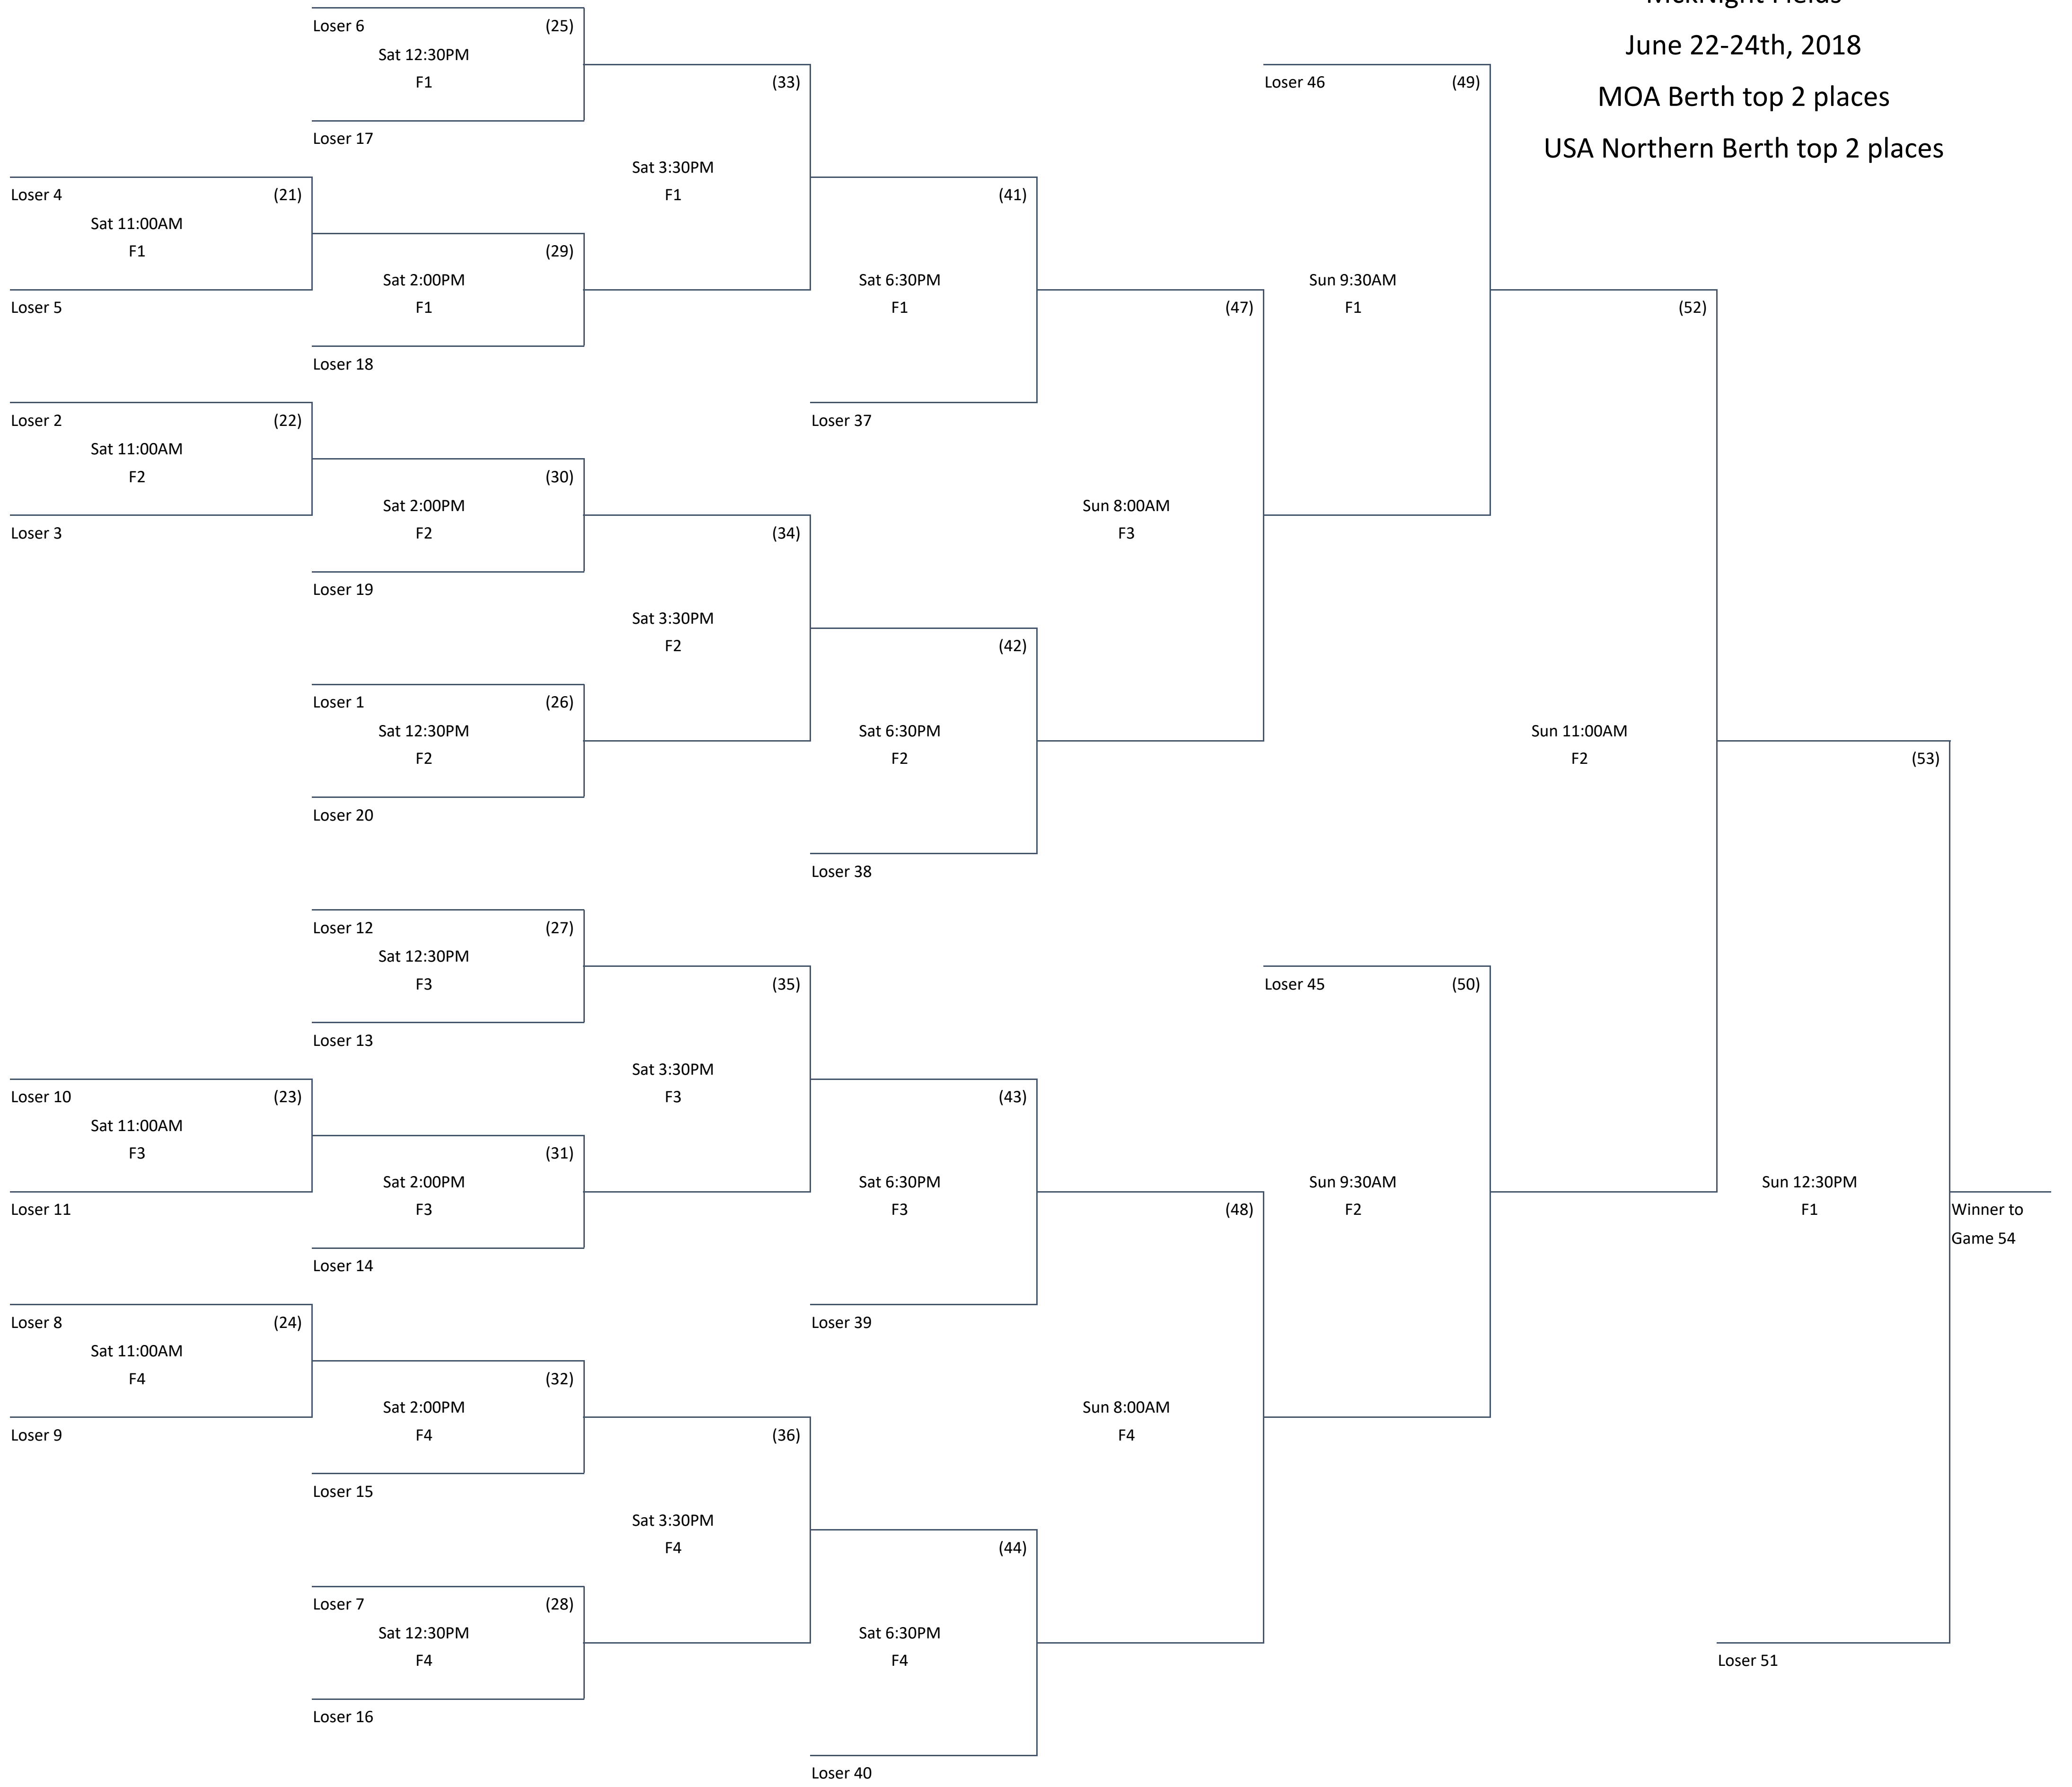 McKnight Fields
June 22-24th, 2018
MOA Berth top 2 places
USA Northern Berth top 2 places
Loser 6 (25)
Sat 12:30PM
F1
Loser 17
(33)
Sat 3:30PM
F1
Loser 4 (21)
Sat 11:00AM
F1
Loser 5
(29)
Sat 2:00PM
F1
Loser 18
(41)
Sat 6:30PM
F1
Loser 37
Loser 46 (49)
Sun 9:30AM
F1
(47)
Sun 8:00AM
F3
(52)
Sun 11:00AM
F2
Loser 2 (22)
Sat 11:00AM
F2
Loser 3
(30)
Sat 2:00PM
F2
Loser 19
(34)
Sat 3:30PM
F2
Loser 1 (26)
Sat 12:30PM
F2
Loser 20
(42)
Sat 6:30PM
F2
Loser 38
(53)
Sun 12:30PM
F1
Winner to
Game 54
Loser 12 (27)
Sat 12:30PM
F3
Loser 13
(35)
Sat 3:30PM
F3
Loser 10 (23)
Sat 11:00AM
F3
Loser 11
(31)
Sat 2:00PM
F3
Loser 14
(43)
Sat 6:30PM
F3
Loser 39
Loser 45 (50)
Sun 9:30AM
F2
(48)
Sun 8:00AM
F4
Loser 8 (24)
Sat 11:00AM
F4
Loser 9
(32)
Sat 2:00PM
F4
Loser 15
(36)
Sat 3:30PM
F4
Loser 7 (28)
Sat 12:30PM
F4
Loser 16
(44)
Sat 6:30PM
F4
Loser 40
Loser 51